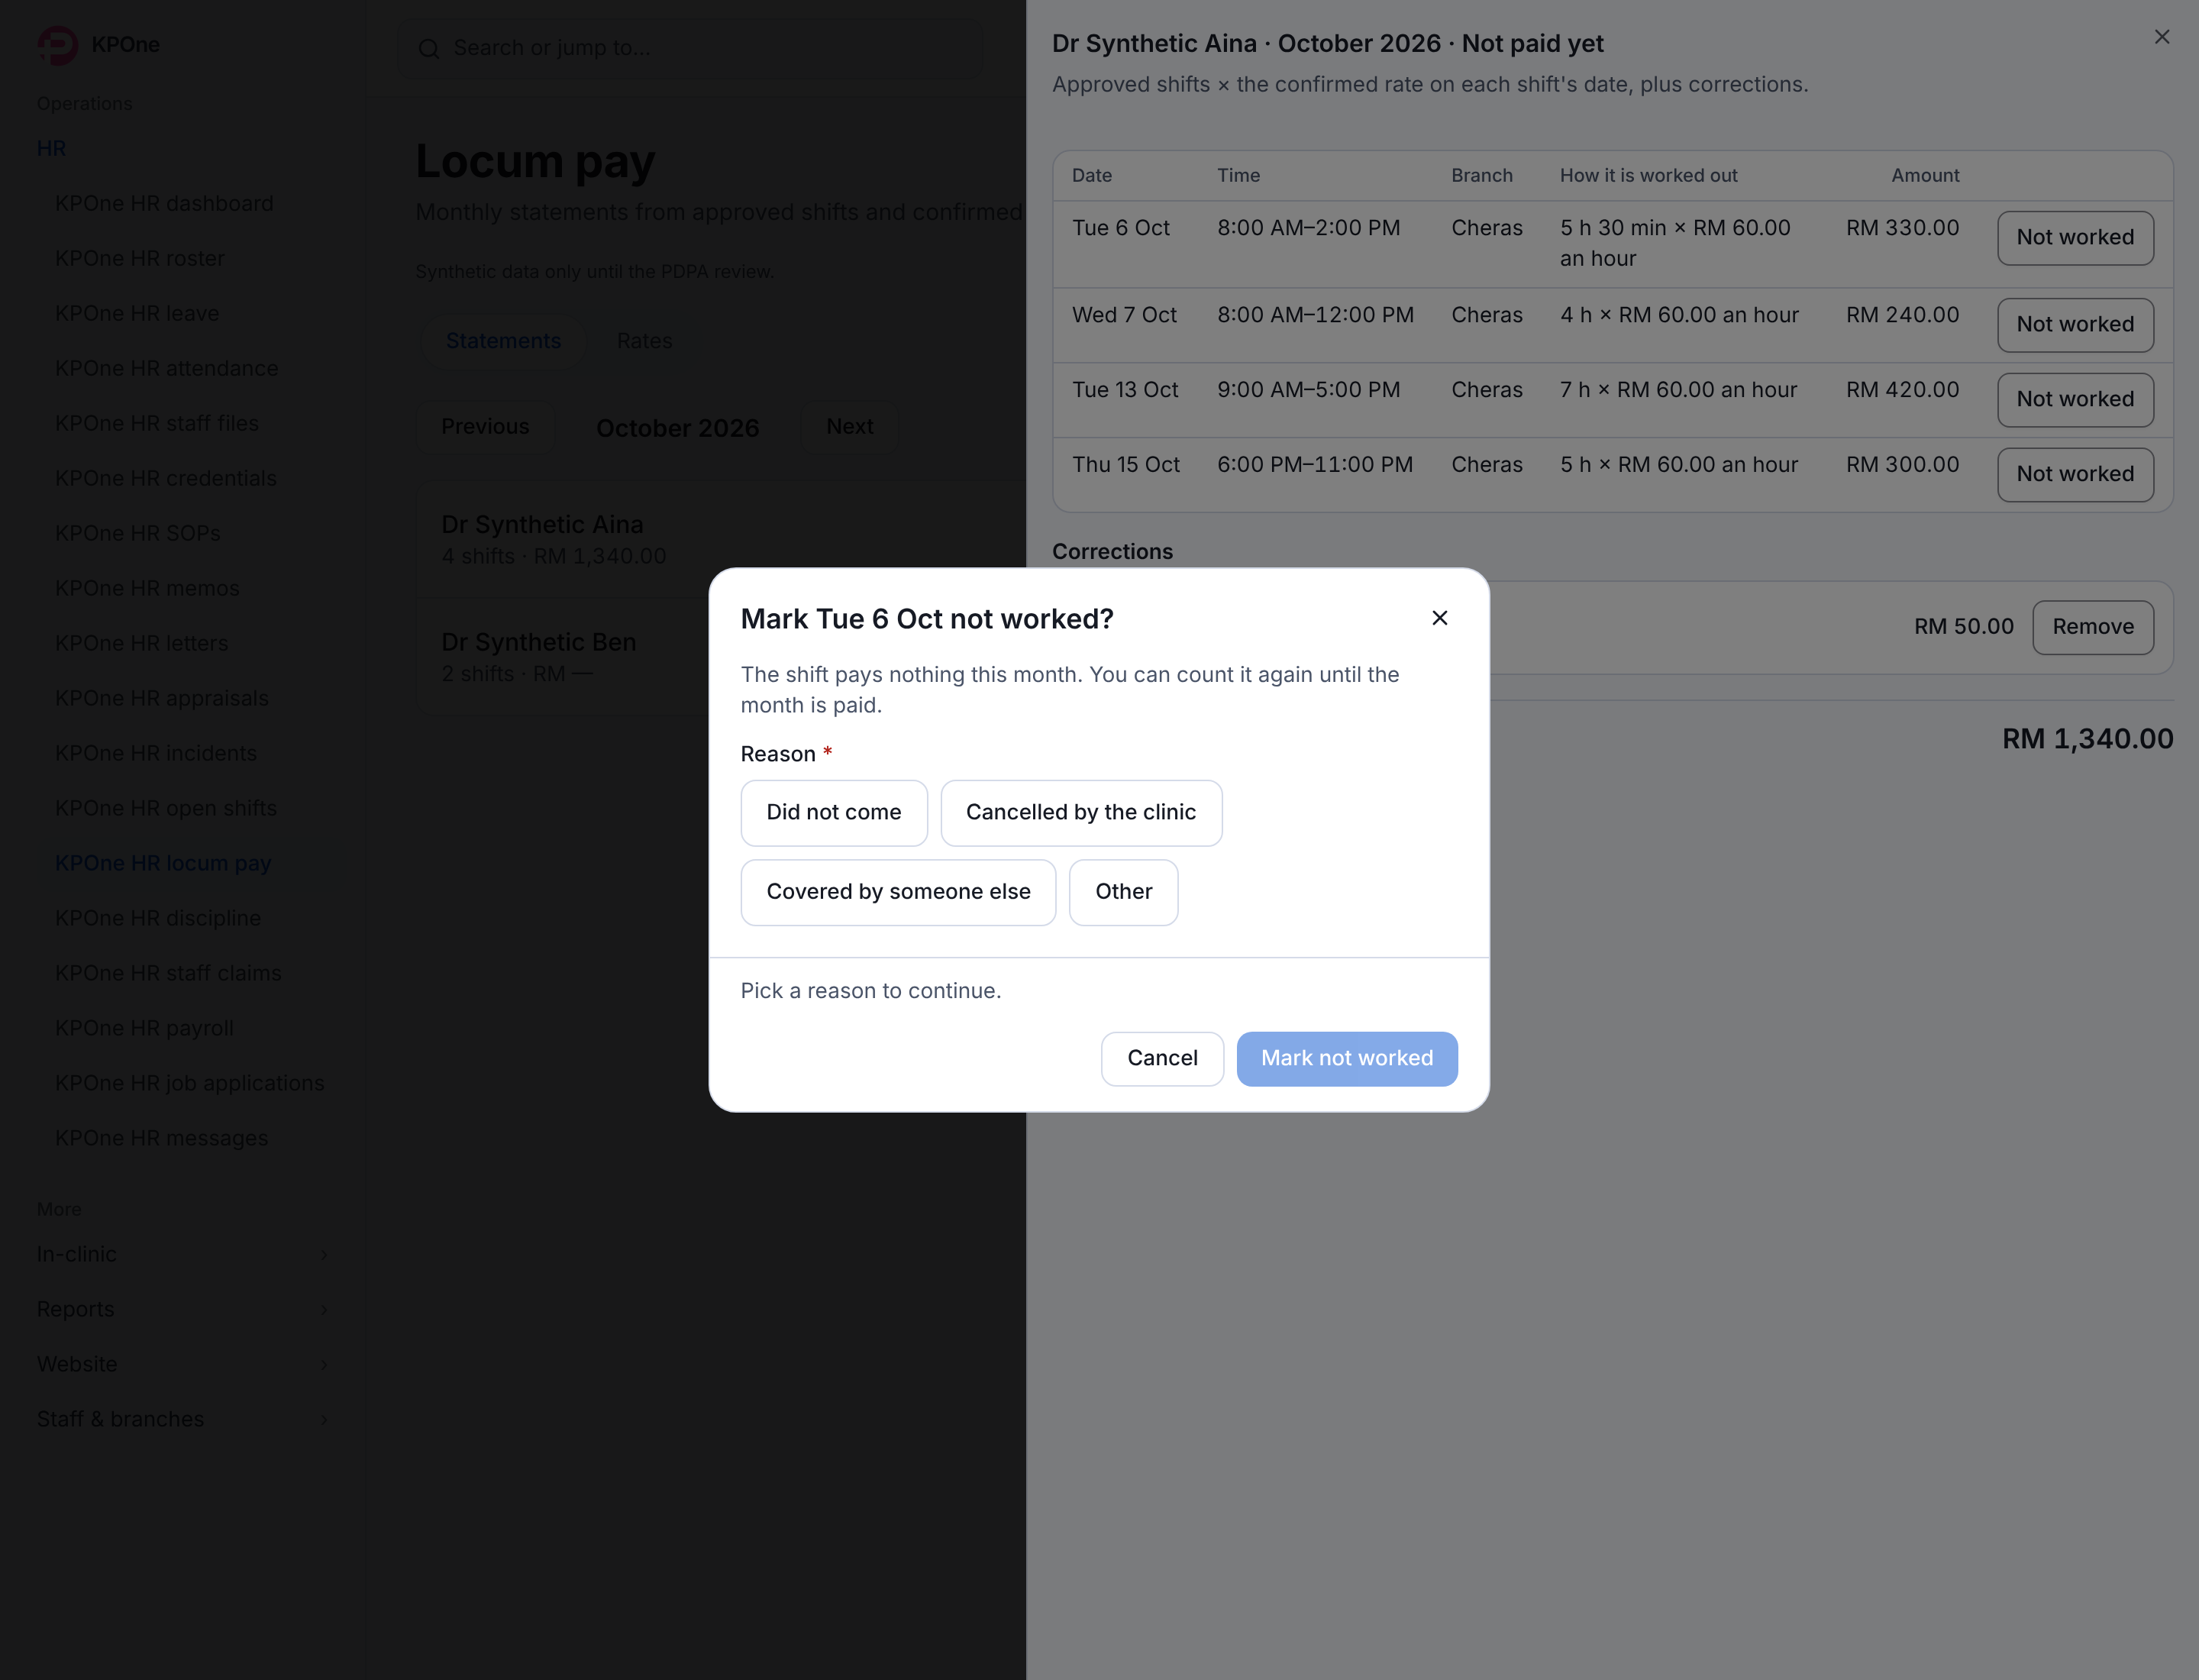 KPOne
Search or jump to...
Operations
HR
KPOne HR dashboard
KPOne HR roster
KPOne HR leave
KPOne HR attendance
KPOne HR staff files
KPOne HR credentials
KPOne HR SOPs
KPOne HR memos
KPOne HR letters
KPOne HR appraisals
KPOne HR incidents
KPOne HR open shifts
KPOne HR locum pay
KPOne HR discipline
KPOne HR staff claims
KPOne HR payroll
KPOne HR job applications
KPOne HR messages
More
In-clinic
Reports
Website
Staff & branches
Locum pay
Monthly statements from approved shifts and confirmed
Synthetic data only until the PDPA review.
Statements Rates
Previous October 2026 Next
Dr Synthetic Aina
4 shifts · RM 1,340.00
Dr Synthetic Ben
2 shifts · RM —
Dr Synthetic Aina · October 2026 · Not paid yet
Approved shifts × the confirmed rate on each shift's date, plus corrections.
Date Time Branch How it is worked out Amount
Tue 6 Oct 8:00 AM–2:00 PM Cheras 5 h 30 min × RM 60.00 RM 330.00 Not worked
an hour
Wed 7 Oct 8:00 AM–12:00 PM Cheras 4 h × RM 60.00 an hour RM 240.00 Not worked
Tue 13 Oct 9:00 AM–5:00 PM Cheras 7 h × RM 60.00 an hour RM 420.00 Not worked
Thu 15 Oct 6:00 PM–11:00 PM Cheras 5 h × RM 60.00 an hour RM 300.00 Not worked
Corrections
RM 50.00 Remove
RM 1,340.00
Mark Tue 6 Oct not worked?
The shift pays nothing this month. You can count it again until the
month is paid.
Reason *
Did not come Cancelled by the clinic
Covered by someone else Other
Pick a reason to continue.
Cancel Mark not worked